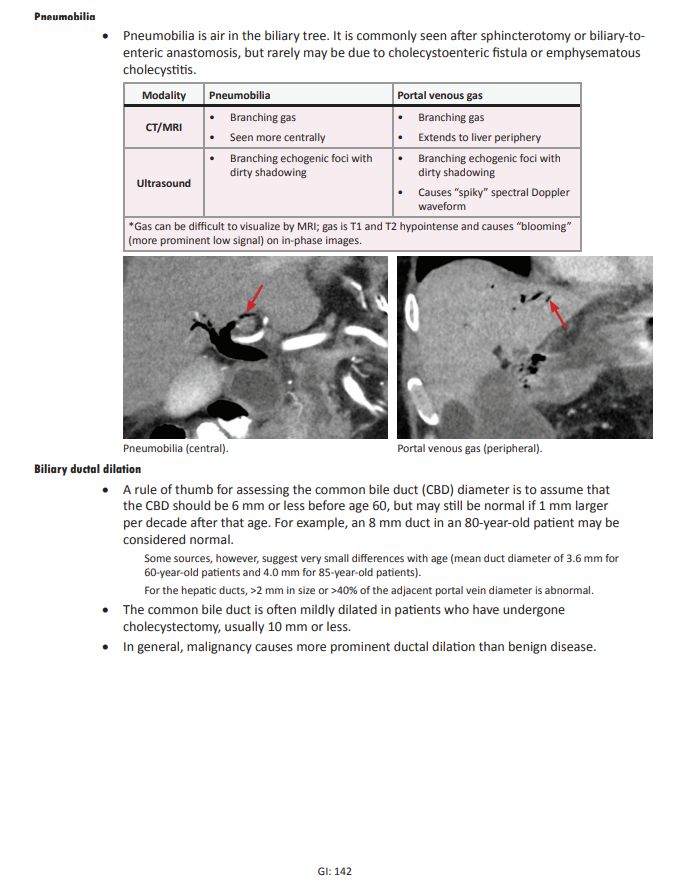 Pneumobilia
• Pneumobilia is air in the biliary tree. It is commonly seen after sphincterotomy or biliary-to-
enteric anastomosis, but rarely may be due to cholecystoenteric fistula or emphysematous
cholecystitis.
Modality Pneumobilia Portal venous gas
CT/MRI
• Branching gas
• Seen more centrally
• Branching gas
• Extends to liver periphery
Ultrasound
• Branching echogenic foci with
dirty shadowing
• Branching echogenic foci with
dirty shadowing
• Causes “spiky” spectral Doppler
waveform
*Gas can be difficult to visualize by MRI; gas is T1 and T2 hypointense and causes “blooming”
(more prominent low signal) on in-phase images.
Pneumobilia (central).
Portal venous gas (peripheral).
Biliary ductal dilation
• A rule of thumb for assessing the common bile duct (CBD) diameter is to assume that
the CBD should be 6 mm or less before age 60, but may still be normal if 1 mm larger
per decade after that age. For example, an 8 mm duct in an 80-year-old patient may be
considered normal.
Some sources, however, suggest very small differences with age (mean duct diameter of 3.6 mm for
60-year-old patients and 4.0 mm for 85-year-old patients).
For the hepatic ducts, >2 mm in size or >40% of the adjacent portal vein diameter is abnormal.
• The common bile duct is often mildly dilated in patients who have undergone
cholecystectomy, usually 10 mm or less.
• In general, malignancy causes more prominent ductal dilation than benign disease.
GI: 142